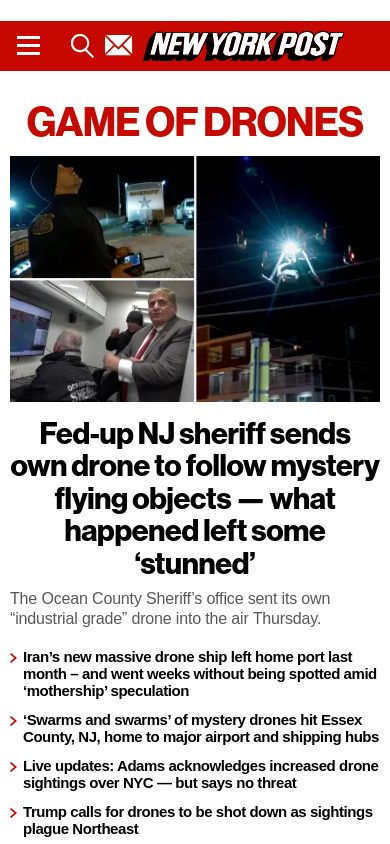 NEW YORK POST
GAME OF DRONES
SHERIFF
OCEAN COUNTY
SHERIFF
Fed-up NJ sheriff sends
own drone to follow mystery
flying objects — what
happened left some
‘stunned’
The Ocean County Sheriff’s office sent its own
“industrial grade” drone into the air Thursday.
Iran’s new massive drone ship left home port last
month – and went weeks without being spotted amid
‘mothership’ speculation
‘Swarms and swarms’ of mystery drones hit Essex
County, NJ, home to major airport and shipping hubs
Live updates: Adams acknowledges increased drone
sightings over NYC — but says no threat
Trump calls for drones to be shot down as sightings
plague Northeast